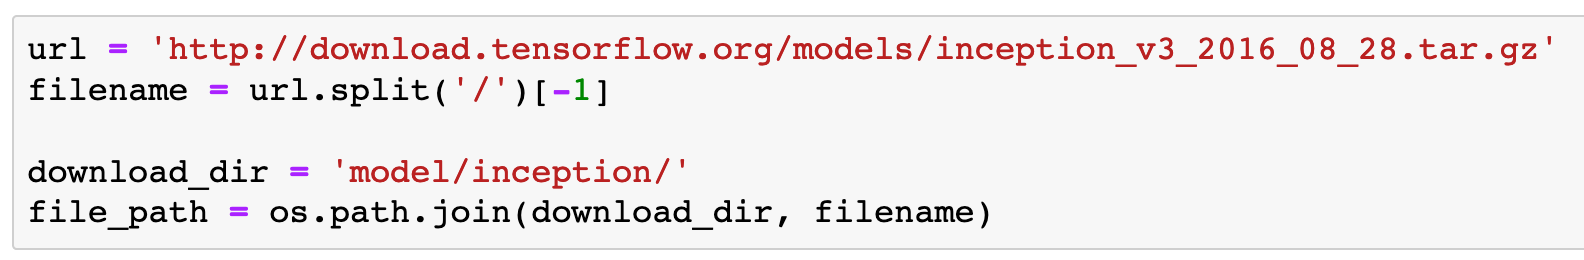 url = 'http://download.tensorflow.org/models/inception_v3_2016_08_28.tar.gz'
filename = url.split('/')[-1]
download_dir = 'model/inception/'
file_path = os.path.join(download_dir, filename)